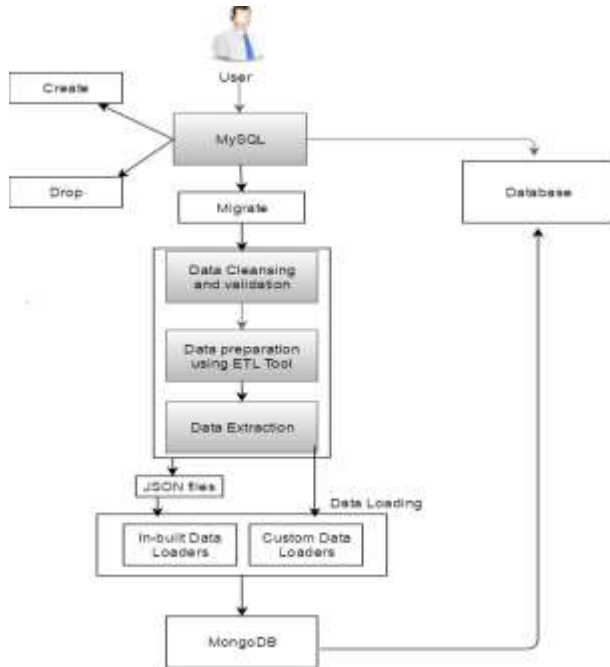 User
Create
MySQL
Drop
Database
Migrate
Data Cleansing
and validation
Data preparation
using ETL Tool
Data Extraction
JSON files
Data Loading
In-built Data
Loaders
Custom Data
Loaders
MongoDB